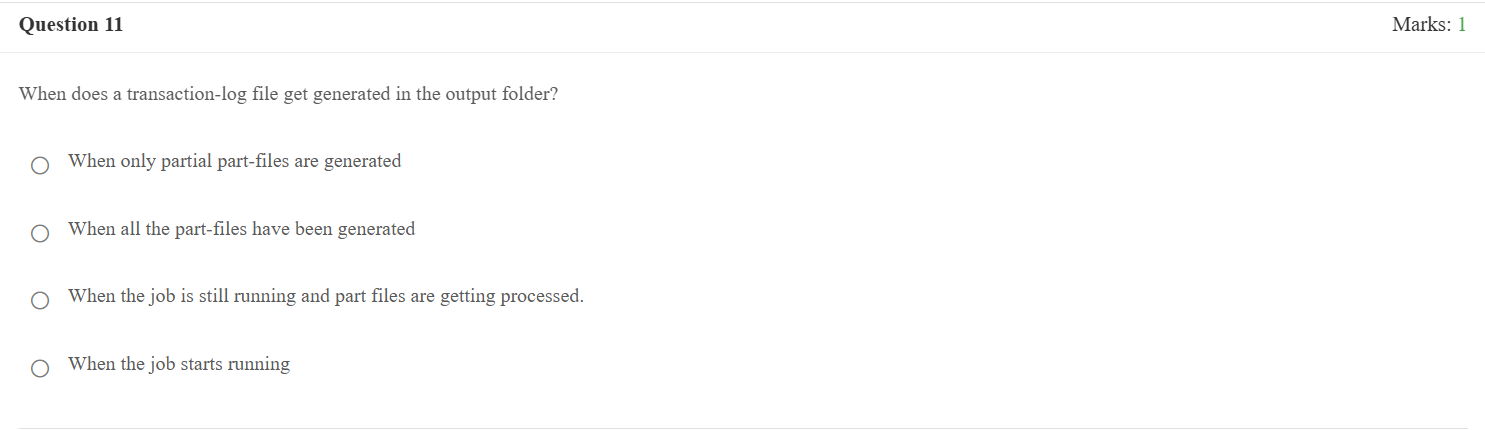 Question 11
Marks: 1
When does a transaction-log file get generated in the output folder?
When only partial part-files are generated
When all the part-files have been generated
When the job is still running and part files are getting processed.
When the job starts running